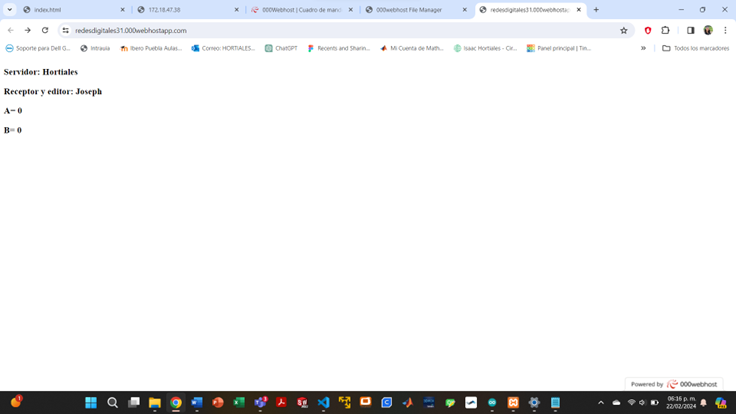 index.html
172.18.47.38
000Webhost | Cuadro de man
000webhost File Manager
redesdigitales31.000webhostap
redesdigitales31.000webhostapp.com
Soporte para Dell G...
Intrauia
Ibero Puebla Aulas...
Correo: HORTIALES...
ChatGPT
Recents and Sharin...
Mi Cuenta de Math...
Isaac Hortiales - Cir...
Panel principal | Tin...
»
Todos los marcadores
Servidor: Hortiales
Receptor y editor: Joseph
A= 0
B= 0
Powered by 000webhost
06:16 p. m.
22/02/2024